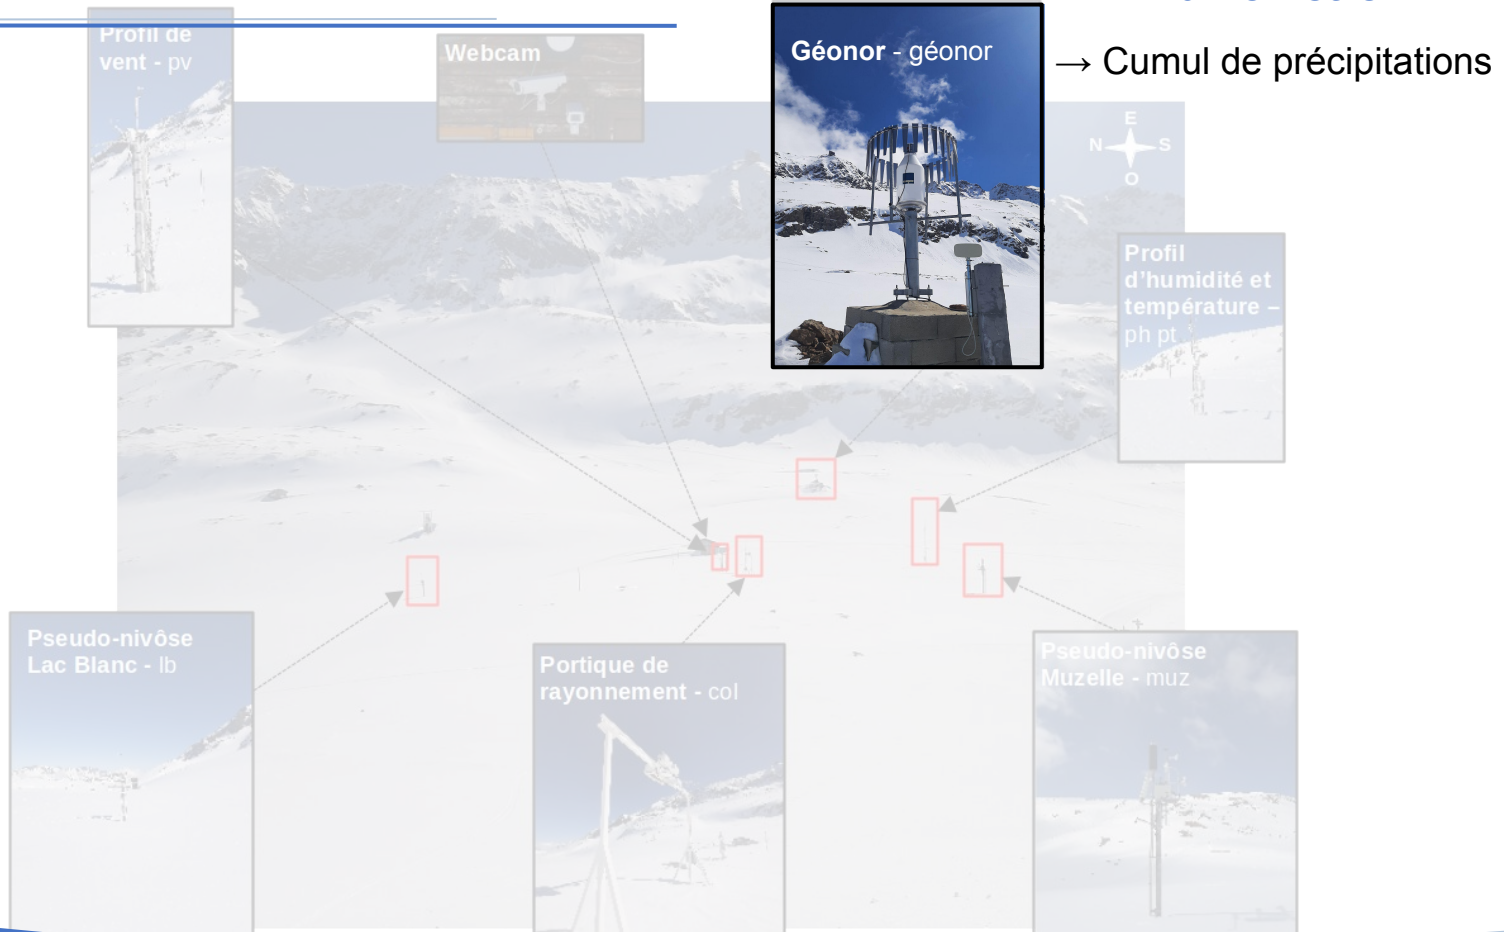 Profil de
vent - pv
Webcam
Géonor - géonor
→ Cumul de précipitations
E
N
S
O
Profil
d'humidité et
température –
ph pt
Pseudo-nivôse
Lac Blanc - lb
Portique de
rayonnement - col
Pseudo-nivôse
Muzelle - muz